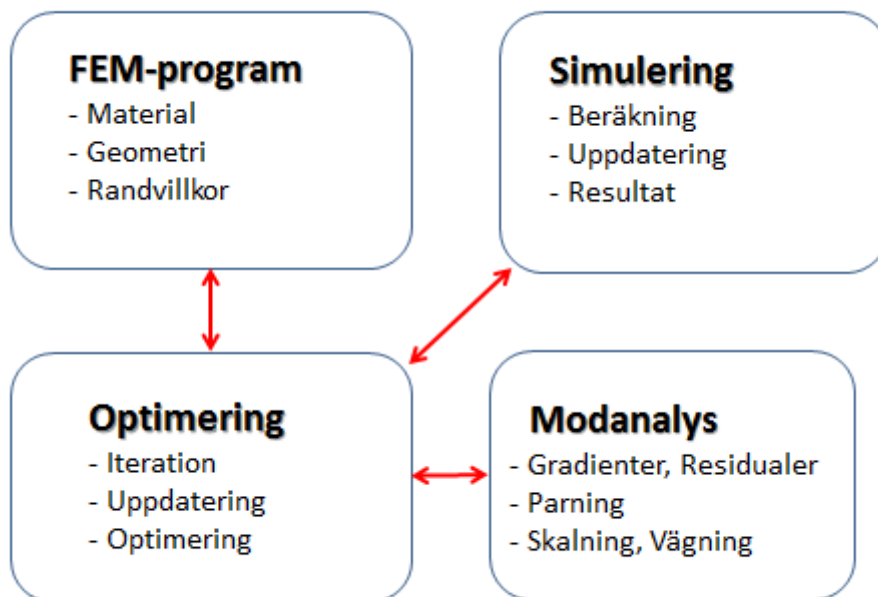 FEM-program
- Material
- Geometri
- Randvillkor
Simulering
- Beräkning
- Uppdatering
- Resultat
Optimering
- Iteration
- Uppdatering
- Optimering
Modanalys
- Gradienter, Residualer
- Parning
- Skalning, Vägning